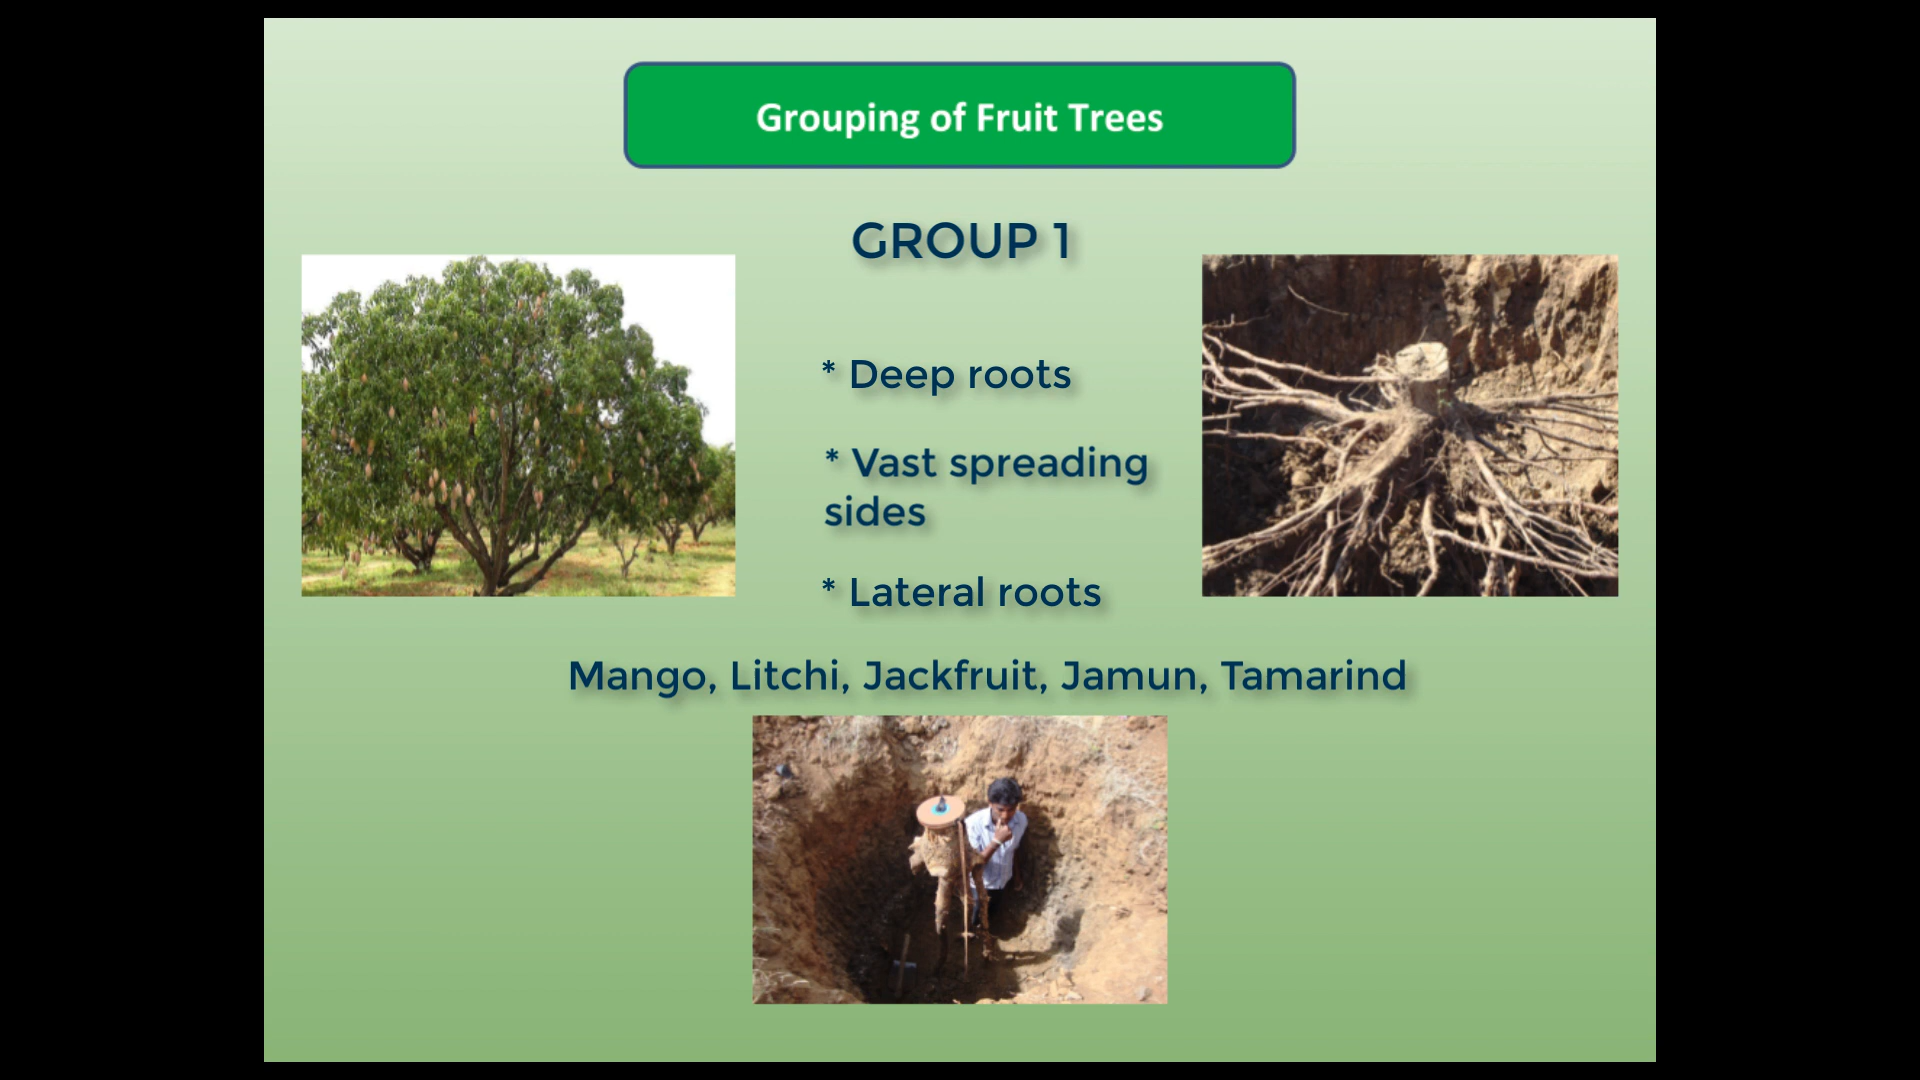 Grouping of Fruit Trees
GROUP 1
* Deep roots
* Vast spreading
sides
* Lateral roots
Mango, Litchi, Jackfruit, Jamun, Tamarind